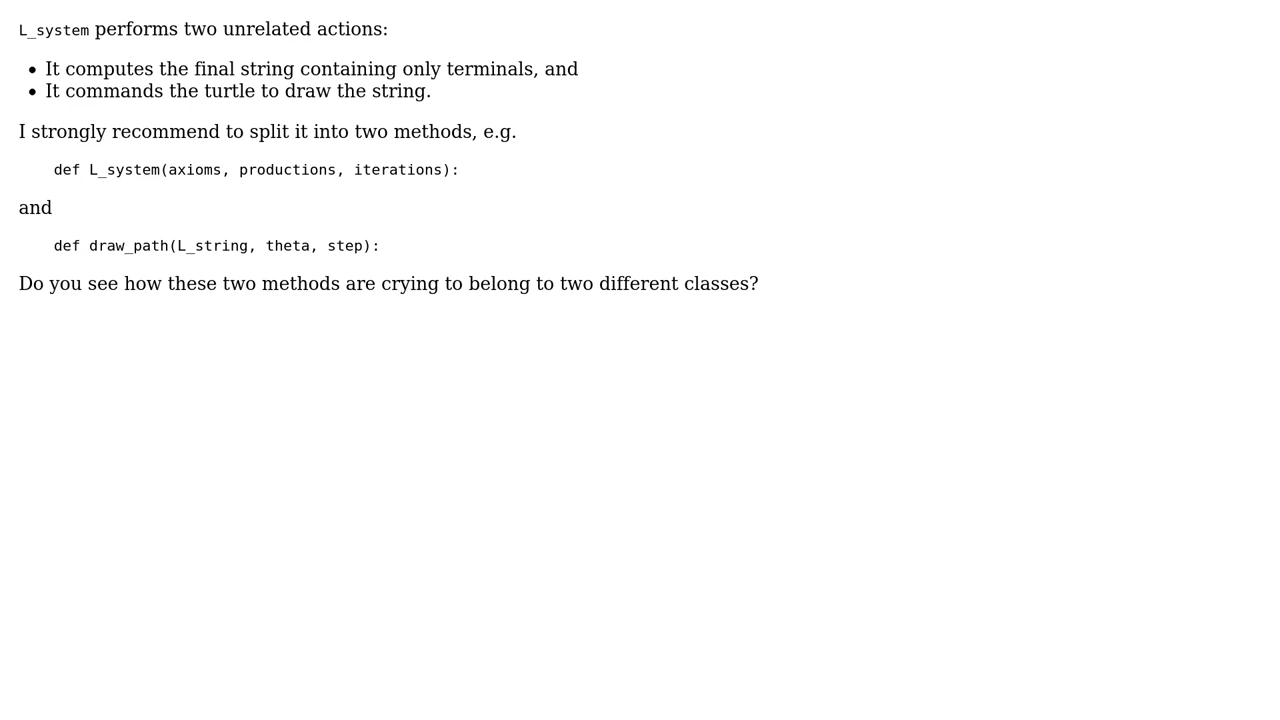 L_system performs two unrelated actions:
• It computes the final string containing only terminals, and
• It commands the turtle to draw the string.
I strongly recommend to split it into two methods, e.g.
def L_system(axioms, productions, iterations):
and
def draw_path(L_string, theta, step):
Do you see how these two methods are crying to belong to two different classes?